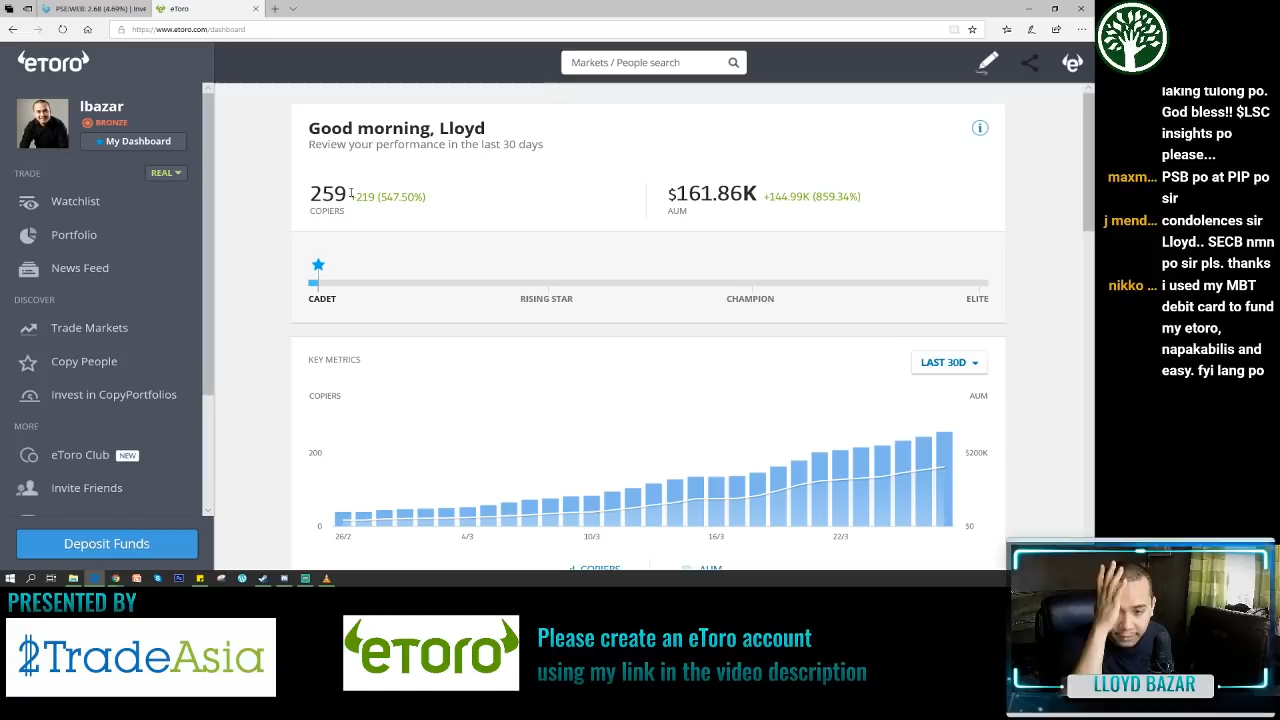 PSE:WEB: 2.68 (4.69%) | Inve
eToro
https://www.etoro.com/dashboard
eToro
Markets / People search
lbazar
BRONZE
My Dashboard
TRADE
REAL
Watchlist
Portfolio
News Feed
DISCOVER
Trade Markets
Copy People
Invest in CopyPortfolios
MORE
eToro Club NEW
Invite Friends
Deposit Funds
Good morning, Lloyd
Review your performance in the last 30 days
259 +219 (547.50%)
COPIERS
$161.86K +144.99K (859.34%)
AUM
CADET
RISING STAR
CHAMPION
ELITE
KEY METRICS
LAST 30D
COPIERS
AUM
200
$200K
0
$0
26/2
4/3
10/3
16/3
22/3
COPIERS
AUM
laking tulong po.
God bless!! $LSC
insights po
please...
maxm... PSB po at PIP po
sir
j mend... condolences sir
Lloyd.. SECB nmn
po sir pls. thanks
nikko ... i used my MBT
debit card to fund
my etoro,
napakabilis and
easy. fyi lang po
PRESENTED BY
2TradeAsia
eToro
Please create an eToro account
using my link in the video description
LLOYD BAZAR